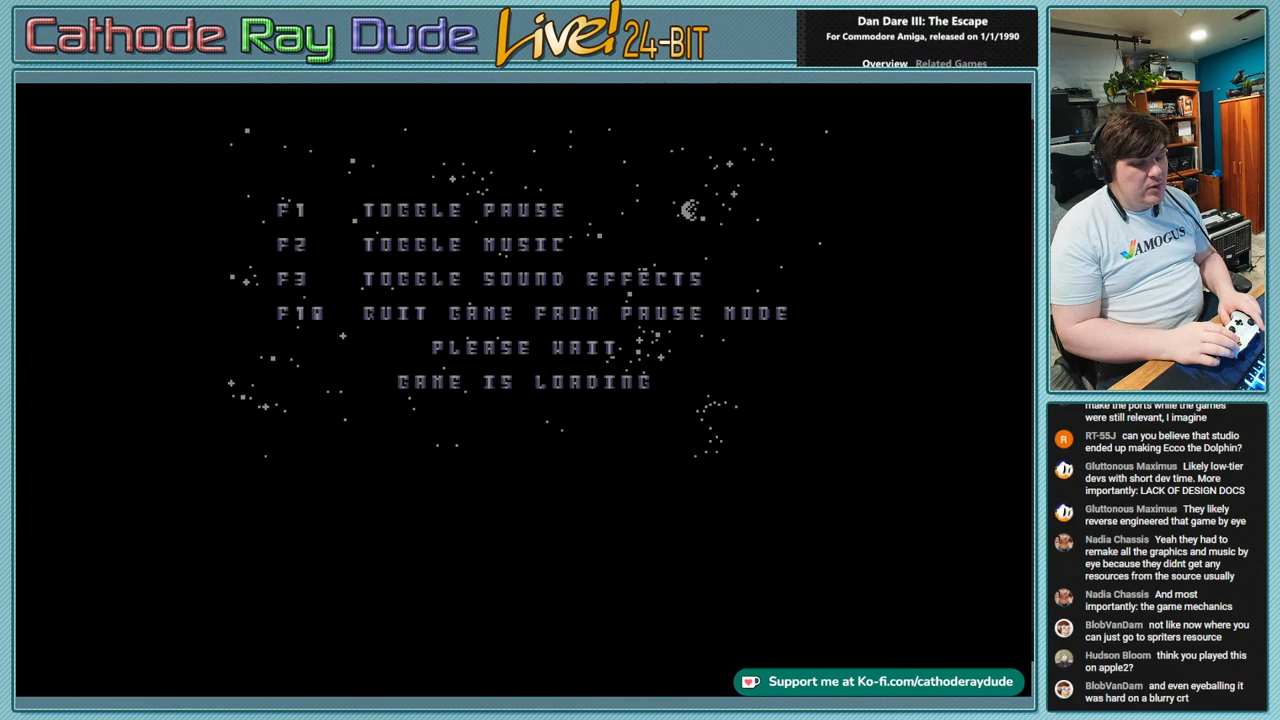 Cathode Ray Dude Live! 24-BIT
Dan Dare III: The Escape
For Commodore Amiga, released on 1/1/1990
Overview Related Games
F1 TOGGLE PAUSE
F2 TOGGLE MUSIC
F3 TOGGLE SOUND EFFECTS
F10 QUIT GAME FROM PAUSE MODE
PLEASE WAIT
GAME IS LOADING
Support me at Ko-fi.com/cathoderaydude
JAMOGUS
make the ports while the games
were still relevant, I imagine
R RT-55J can you believe that studio
ended up making Ecco the Dolphin?
Gluttonous Maximus Likely low-tier
devs with short dev time. More
importantly: LACK OF DESIGN DOCS
Gluttonous Maximus They likely
reverse engineered that game by eye
Nadia Chassis Yeah they had to
remake all the graphics and music by
eye because they didnt get any
resources from the source usually
Nadia Chassis And most
importantly: the game mechanics
BlobVanDam not like now where you
can just go to spriters resource
Hudson Bloom think you played this
on apple2?
BlobVanDam and even eyeballing it
was hard on a blurry crt